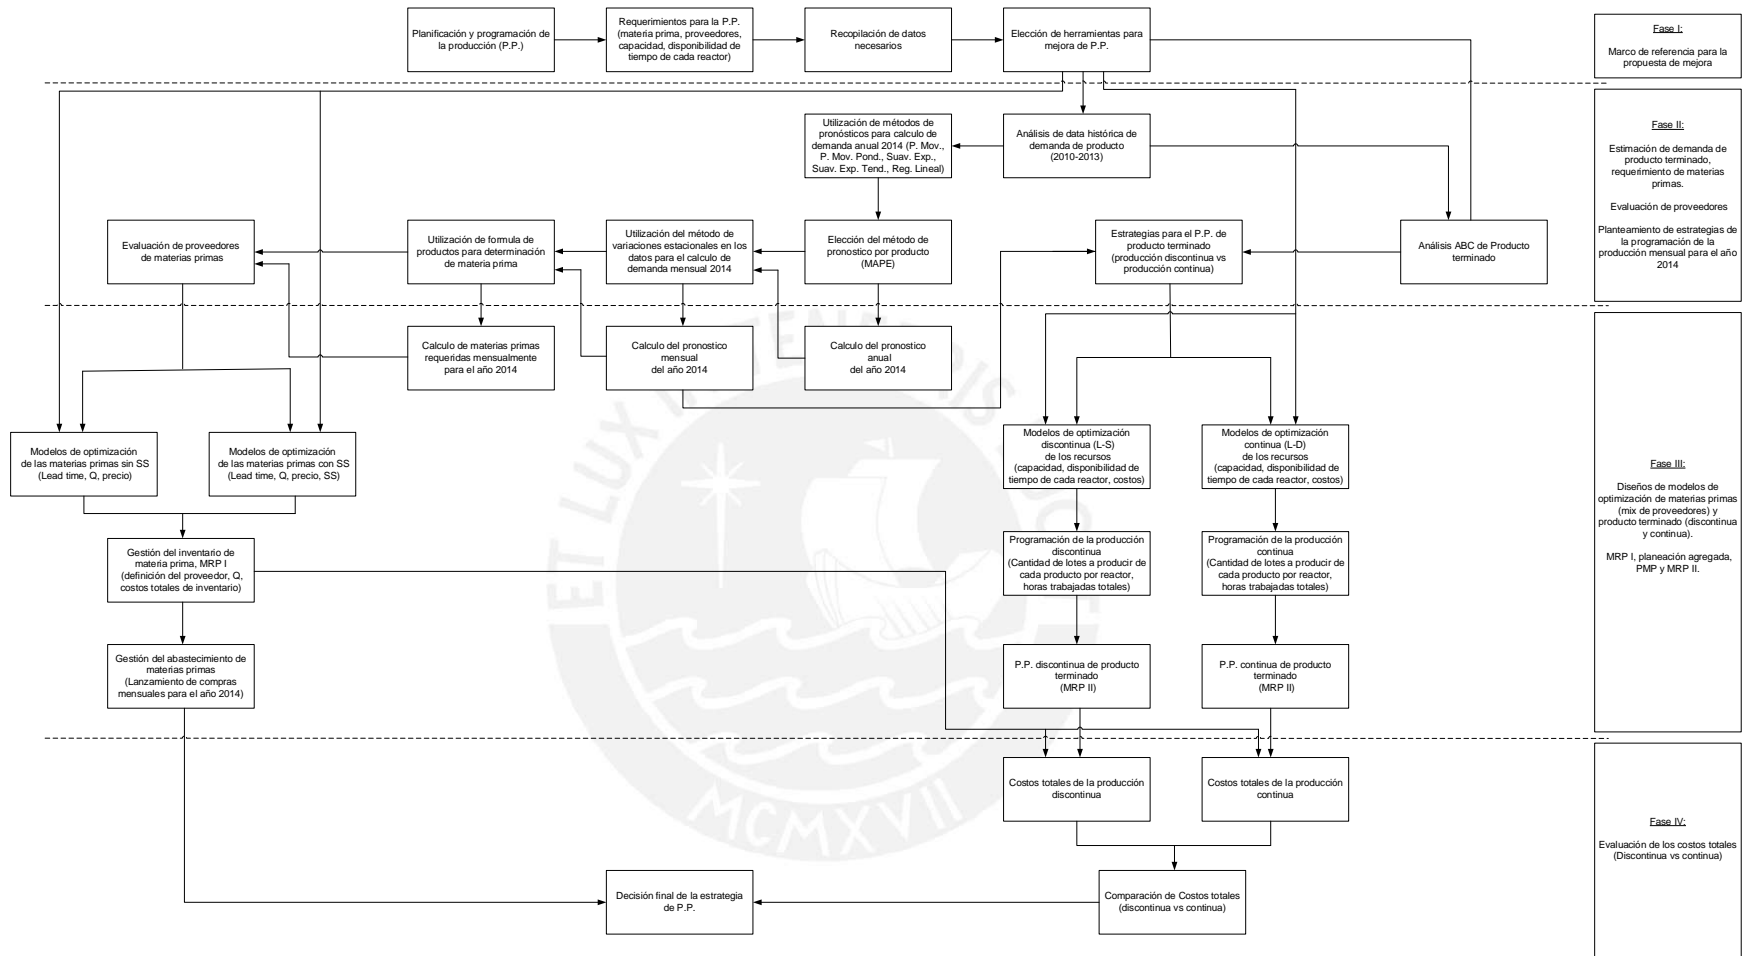 Planificación y programación de
la producción (P.P.)
Requerimientos para la P.P.
(materia prima, proveedores,
capacidad, disponibilidad de
tiempo de cada reactor)
Recopilación de datos
necesarios
Elección de herramientas para
mejora de P.P.
Fase I:
Marco de referencia para la
propuesta de mejora
Utilización de métodos de
pronósticos para calculo de
demanda anual 2014 (P. Mov.,
P. Mov. Pond., Suav. Exp.,
Suav. Exp. Tend., Reg. Lineal)
Análisis de data histórica de
demanda de producto
(2010-2013)
Fase II:
Estimación de demanda de
producto terminado,
requerimiento de materias
primas.
Evaluación de proveedores
Planteamiento de estrategias de
la programación de la
producción mensual para el año
2014
Evaluación de proveedores
de materias primas
Utilización de formula de
productos para determinación
de materia prima
Utilización del método de
variaciones estacionales en los
datos para el calculo de
demanda mensual 2014
Elección del método de
pronostico por producto
(MAPE)
Estrategias para el P.P. de
producto terminado
(producción discontinua vs
producción continua)
Análisis ABC de Producto
terminado
Calculo de materias primas
requeridas mensualmente
para el año 2014
Calculo del pronostico
mensual
del año 2014
Calculo del pronostico
anual
del año 2014
Modelos de optimización
de las materias primas sin SS
(Lead time, Q, precio)
Modelos de optimización
de las materias primas con SS
(Lead time, Q, precio, SS)
Modelos de optimización
discontinua (L-S)
de los recursos
(capacidad, disponibilidad de
tiempo de cada reactor, costos)
Modelos de optimización
continua (L-D)
de los recursos
(capacidad, disponibilidad de
tiempo de cada reactor, costos)
Fase III:
Diseños de modelos de
optimización de materias primas
(mix de proveedores) y
producto terminado (discontinua
y continua).
MRP I, planeación agregada,
PMP y MRP II.
Gestión del inventario de
materia prima, MRP I
(definición del proveedor, Q,
costos totales de inventario)
Programación de la producción
discontinua
(Cantidad de lotes a producir de
cada producto por reactor,
horas trabajadas totales)
Programación de la producción
continua
(Cantidad de lotes a producir de
cada producto por reactor,
horas trabajadas totales)
Gestión del abastecimiento de
materias primas
(Lanzamiento de compras
mensuales para el año 2014)
P.P. discontinua de producto
terminado
(MRP II)
P.P. continua de producto
terminado
(MRP II)
Costos totales de la producción
discontinua
Costos totales de la producción
continua
Fase IV:
Evaluación de los costos totales
(Discontinua vs continua)
Decisión final de la estrategia
de P.P.
Comparación de Costos totales
(discontinua vs continua)
ET LUX IN
MCMXVII